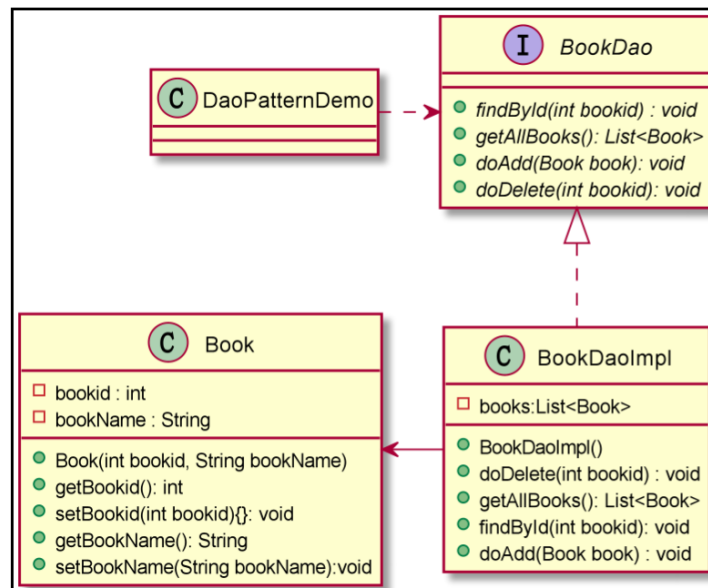 I BookDao
C DaoPatternDemo
findById(int bookid) : void
getAllBooks(): List<Book>
doAdd(Book book): void
doDelete(int bookid): void
C Book
bookid : int
bookName : String
Book(int bookid, String bookName)
getBookid(): int
setBookid(int bookid){}: void
getBookName(): String
setBookName(String bookName):void
C BookDaoImpl
books:List<Book>
BookDaoImpl()
doDelete(int bookid) : void
getAllBooks(): List<Book>
findById(int bookid): void
doAdd(Book book) : void